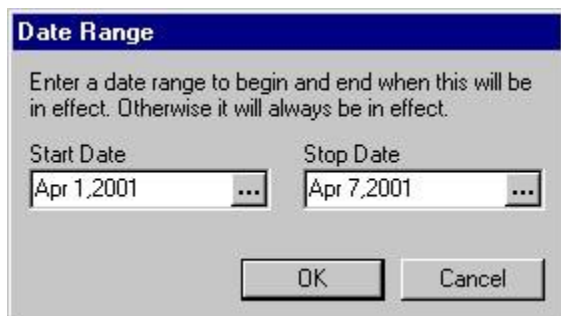 Date Range
Enter a date range to begin and end when this will be
in effect. Otherwise it will always be in effect.
Start Date
Stop Date
Apr 1,2001 ...
Apr 7,2001 ...
OK
Cancel